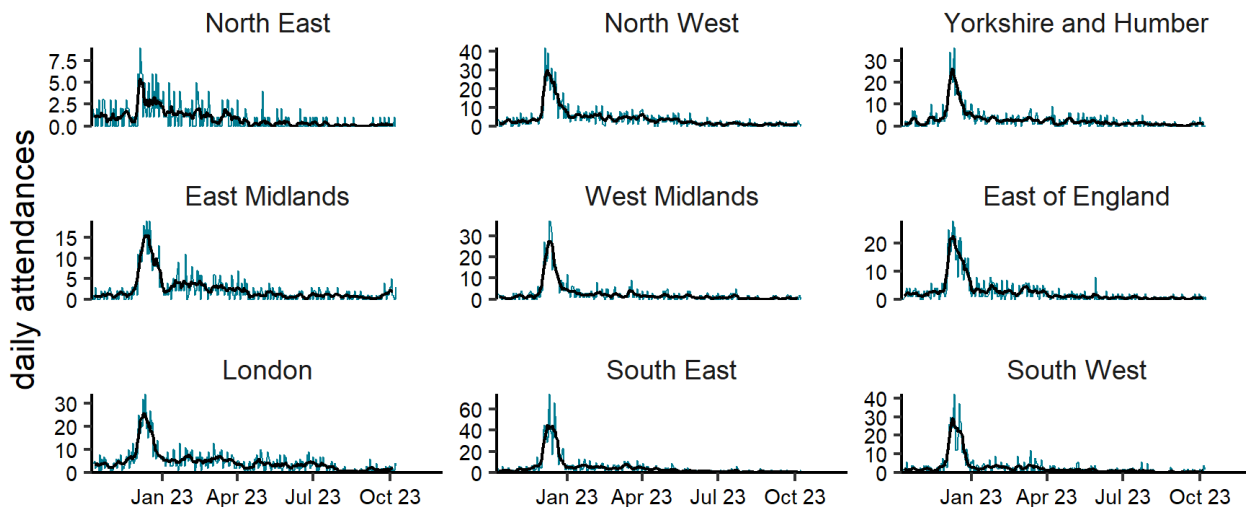 North East
North West
Yorkshire and Humber
7.5
5.0
2.5
0.0
40
30
20
10
0
30
20
10
0
daily attendances
East Midlands
West Midlands
East of England
15
10
5
0
30
20
10
0
20
10
0
London
South East
South West
30
20
10
0
60
40
20
0
40
30
20
10
0
Jan 23 Apr 23 Jul 23 Oct 23
Jan 23 Apr 23 Jul 23 Oct 23
Jan 23 Apr 23 Jul 23 Oct 23